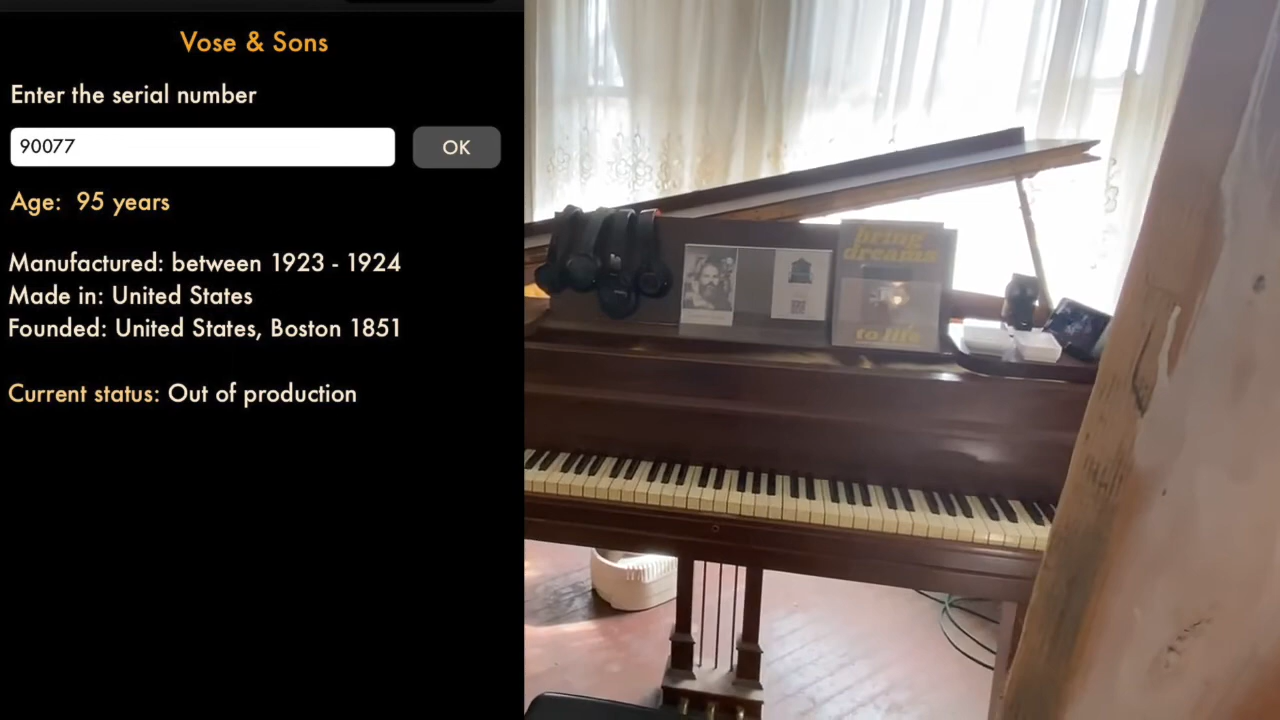 Vose & Sons
Enter the serial number
90077
OK
Age: 95 years
Manufactured: between 1923 - 1924
Made in: United States
Founded: United States, Boston 1851
Current status: Out of production
bring
dreams
to life